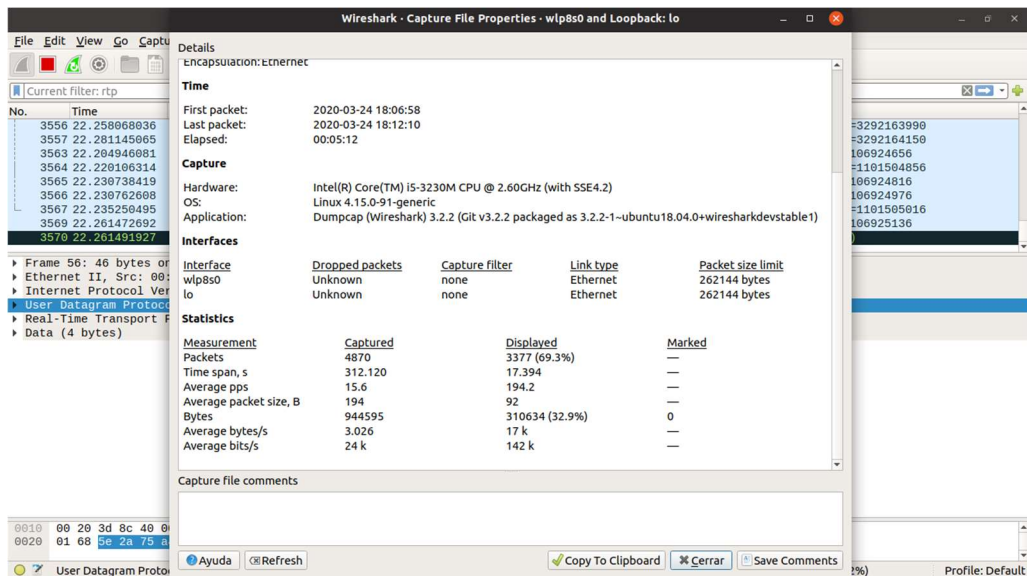 Wireshark · Capture File Properties · wlp8s0 and Loopback: lo
File Edit View Go Captu
Details
Encapsulation: Ethernet
Time
First packet: 2020-03-24 18:06:58
Last packet: 2020-03-24 18:12:10
Elapsed: 00:05:12
Capture
Hardware: Intel(R) Core(TM) i5-3230M CPU @ 2.60GHz (with SSE4.2)
OS: Linux 4.15.0-91-generic
Application: Dumpcap (Wireshark) 3.2.2 (Git v3.2.2 packaged as 3.2.2-1~ubuntu18.04.0+wiresharkdevstable1)
Interfaces
Interface Dropped packets Capture filter Link type Packet size limit
wlp8s0 Unknown none Ethernet 262144 bytes
lo Unknown none Ethernet 262144 bytes
Statistics
Measurement Captured Displayed Marked
Packets 4870 3377 (69.3%) —
Time span, s 312.120 17.394 —
Average pps 15.6 194.2 —
Average packet size, B 194 92 —
Bytes 944595 310634 (32.9%) 0
Average bytes/s 3.026 17 k —
Average bits/s 24 k 142 k —
Capture file comments
Ayuda Refresh Copy To Clipboard Cerrar Save Comments
Current filter: rtp
No. Time
3556 22.258068036 =3292163990
3557 22.281145065 =3292164150
3563 22.204946081 106924656
3564 22.220106314 =1101504856
3565 22.230738419 106924816
3566 22.230762608 106924976
3567 22.235250495 =1101505016
3569 22.261472692 106925136
3570 22.261491927 )
Frame 56: 46 bytes on
Ethernet II, Src: 00:
Internet Protocol Ver
User Datagram Protoco
Real-Time Transport P
Data (4 bytes)
0010 00 20 3d 8c 40 00
0020 01 68 5e 2a 75 a
User Datagram Proto 2%) Profile: Default